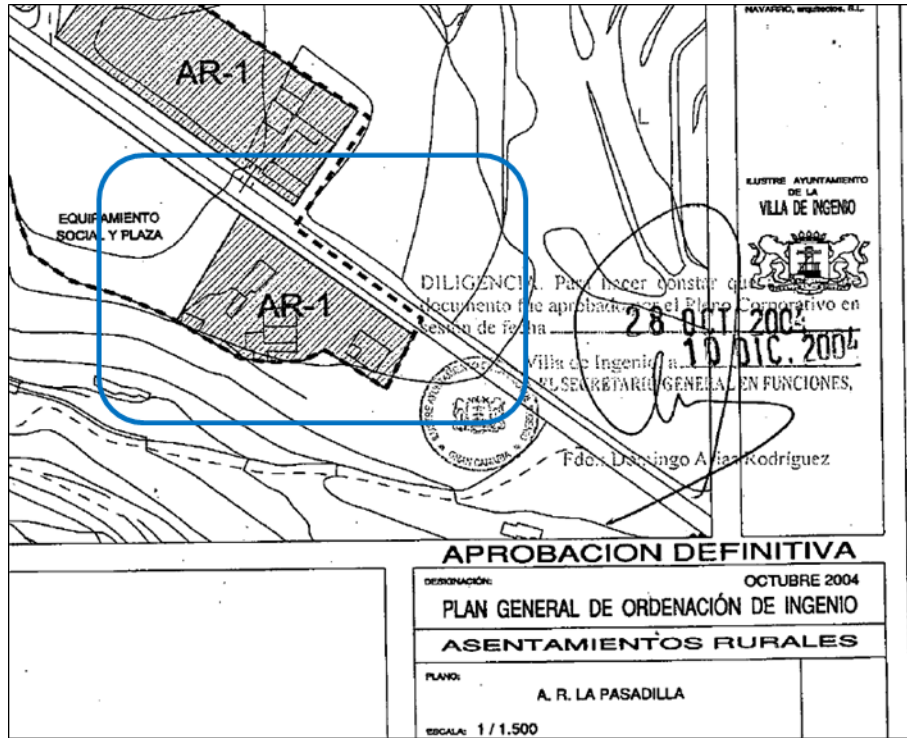 NAVARRO, arquitectos, S.L.
AR-1
L
ILUSTRE AYUNTAMIENTO
DE LA
VILLA DE INGENIO
EQUIPAMIENTO
SOCIAL Y PLAZA
AR-1
DILIGENCIA. Para hacer constar que
documento fue aprobado por el Pleno Corporativo en
sesión de fecha 28 OCT. 2004
Villa de Ingenio a 10 DIC. 2004
EL SECRETARIO GENERAL EN FUNCIONES,
GRAN CANARIA
Fdo.: Domingo Arias Rodríguez
APROBACION DEFINITIVA
DESIGNACIÓN:
OCTUBRE 2004
PLAN GENERAL DE ORDENACIÓN DE INGENIO
ASENTAMIENTOS RURALES
PLANO:
A. R. LA PASADILLA
ESCALA: 1 / 1.500